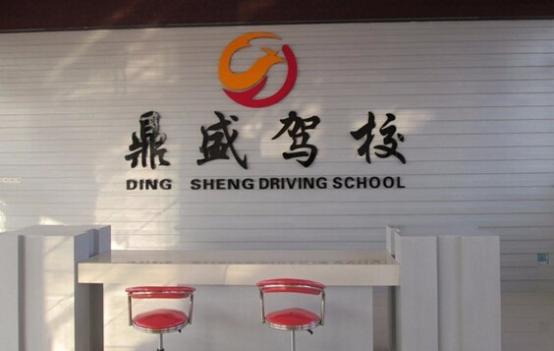 鼎盛驾校
DING SHENG DRIVING SCHOOL